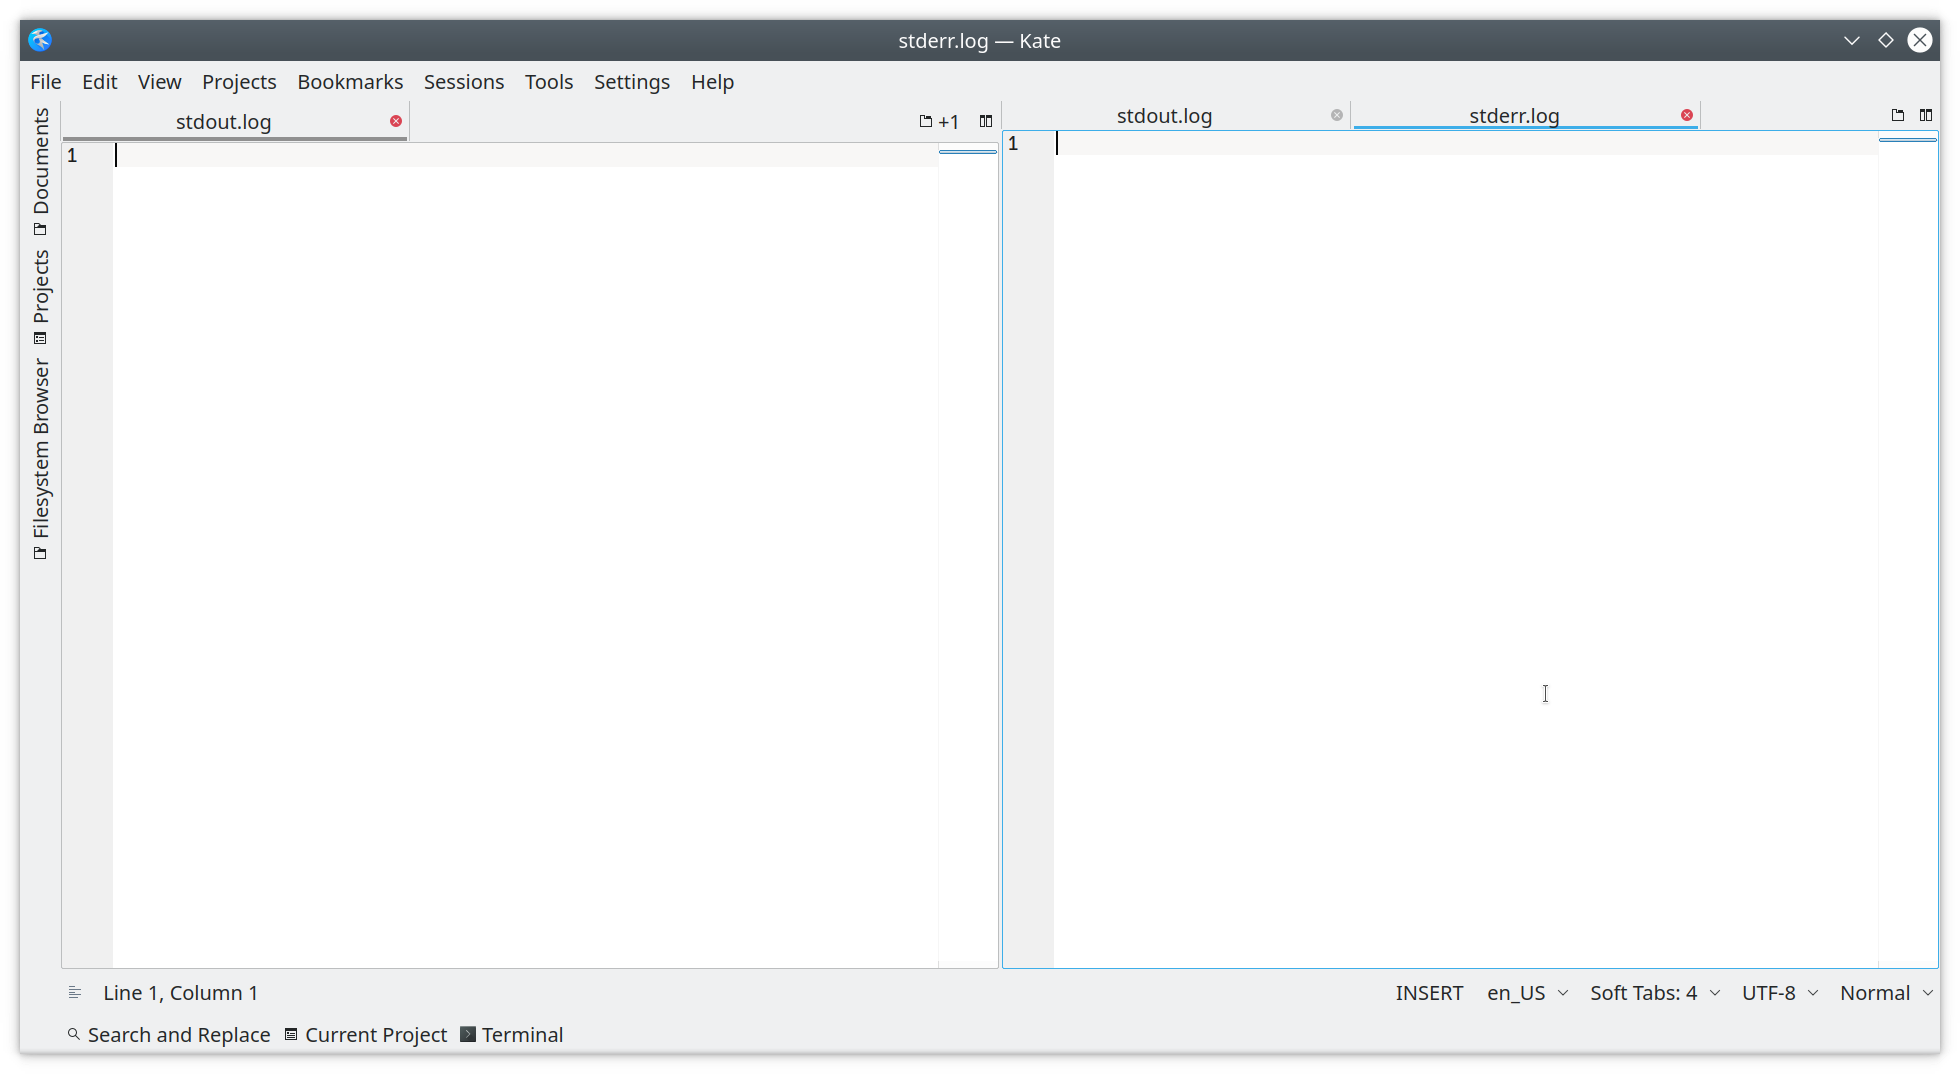 stderr.log — Kate
File Edit View Projects Bookmarks Sessions Tools Settings Help
Documents
Projects
Filesystem Browser
stdout.log +1
1
stdout.log stderr.log
1
Line 1, Column 1 INSERT en_US Soft Tabs: 4 UTF-8 Normal
Search and Replace Current Project Terminal